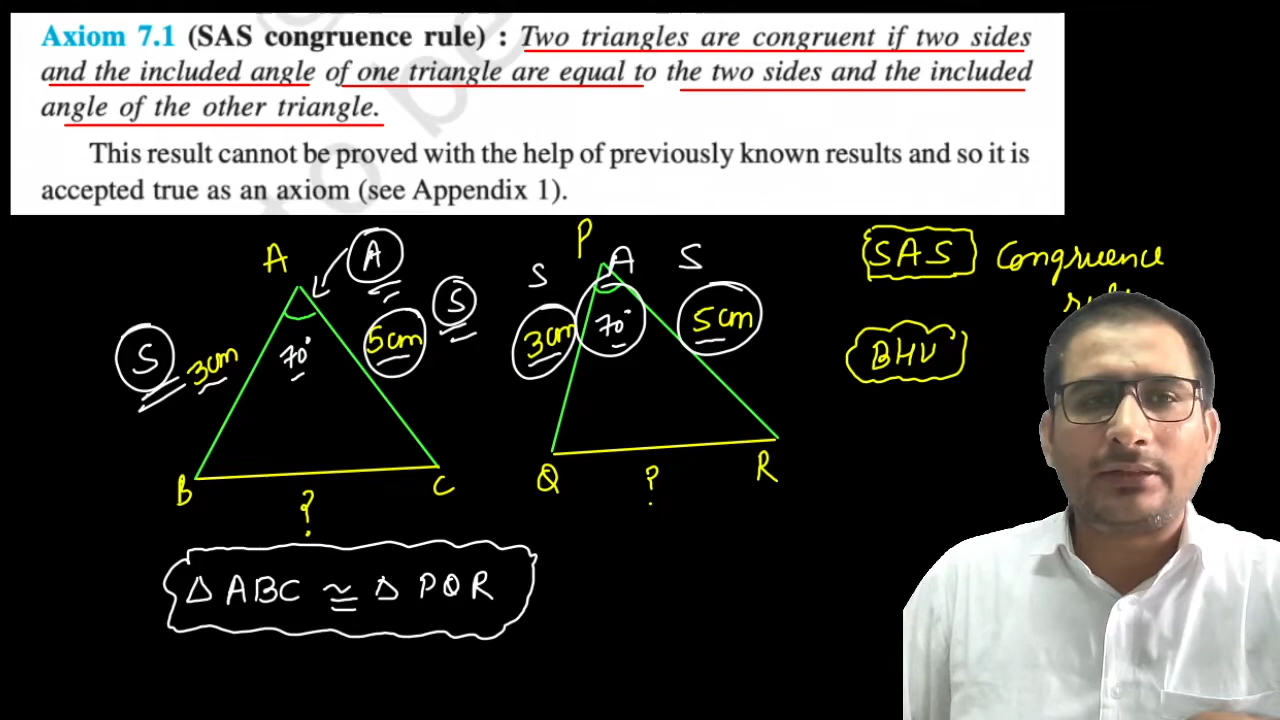 Axiom 7.1 (SAS congruence rule) : Two triangles are congruent if two sides
and the included angle of one triangle are equal to the two sides and the included
angle of the other triangle.
This result cannot be proved with the help of previously known results and so it is
accepted true as an axiom (see Appendix 1).
A
A
S
S
3cm
70°
5cm
B
C
?
P
S
A
S
3cm
70°
5cm
Q
R
?
SAS Congruence
BHU
△ ABC ≅ △ PQR